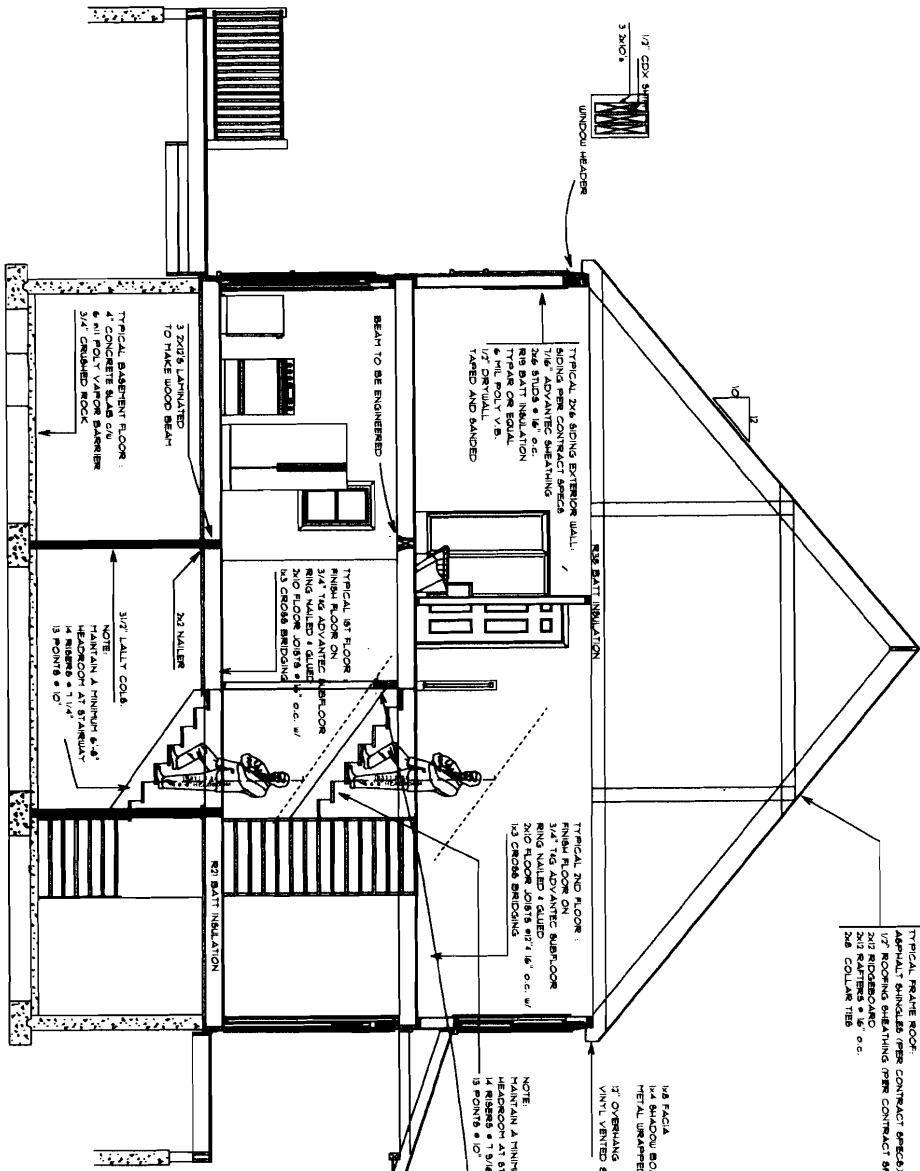 TYPICAL FRAME ROOF:
ASPHALT SHINGLES (PER CONTRACT SPECS)
1/2" ROOFING SHEATHING (PER CONTRACT
2x12 RIDGEBOARD
2x12 RAFTERS @ 16" o.c.
2x8 COLLAR TIES
10
12
1/2" CDX
3 2x10's
WINDOW HEADER
1x8 FACIA
1x4 SHADOW BO
METAL WRAPPE
12" OVERHANG
VINYL VENTED S
R38 BATT INSULATION
TYPICAL 2X6 SIDING EXTERIOR WALL:
SIDING PER CONTRACT SPECS
7/16" ADVANTEC SHEATHING
2x6 STUDS @ 16" o.c.
R19 BATT INSULATION
TYPAR OR EQUAL
6 MIL POLY V.B.
1/2" DRYWALL
TAPED AND SANDED
TYPICAL 2ND FLOOR :
FINISH FLOOR ON
3/4" T&G ADVANTEC SUBFLOOR
RING NAILED & GLUED
2x10 FLOOR JOISTS @12"& 16" o.c. w/
1x3 CROSS BRIDGING
BEAM TO BE ENGINEERED
NOTE:
MAINTAIN A MINIM
HEADROOM AT ST
14 RISERS @ 7 5/16
13 POINTS @ 10"
TYPICAL 1ST FLOOR :
FINISH FLOOR ON
3/4" T&G ADVANTEC SUBFLOOR
RING NAILED & GLUED
2x10 FLOOR JOISTS @ 16" o.c. w/
1x3 CROSS BRIDGING
R21 BATT INSULATION
3 2X12'S LAMINATED
TO MAKE WOOD BEAM
2x2 NAILER
3 1/2" LALLY COLS.
NOTE:
MAINTAIN A MINIMUM 6'-8"
HEADROOM AT STAIRWAY
14 RISERS @ 7 1/4"
13 POINTS @ 10"
TYPICAL BASEMENT FLOOR :
4" CONCRETE SLAB c/w
6 mil POLY VAPOR BARRIER
3/4" CRUSHED ROCK